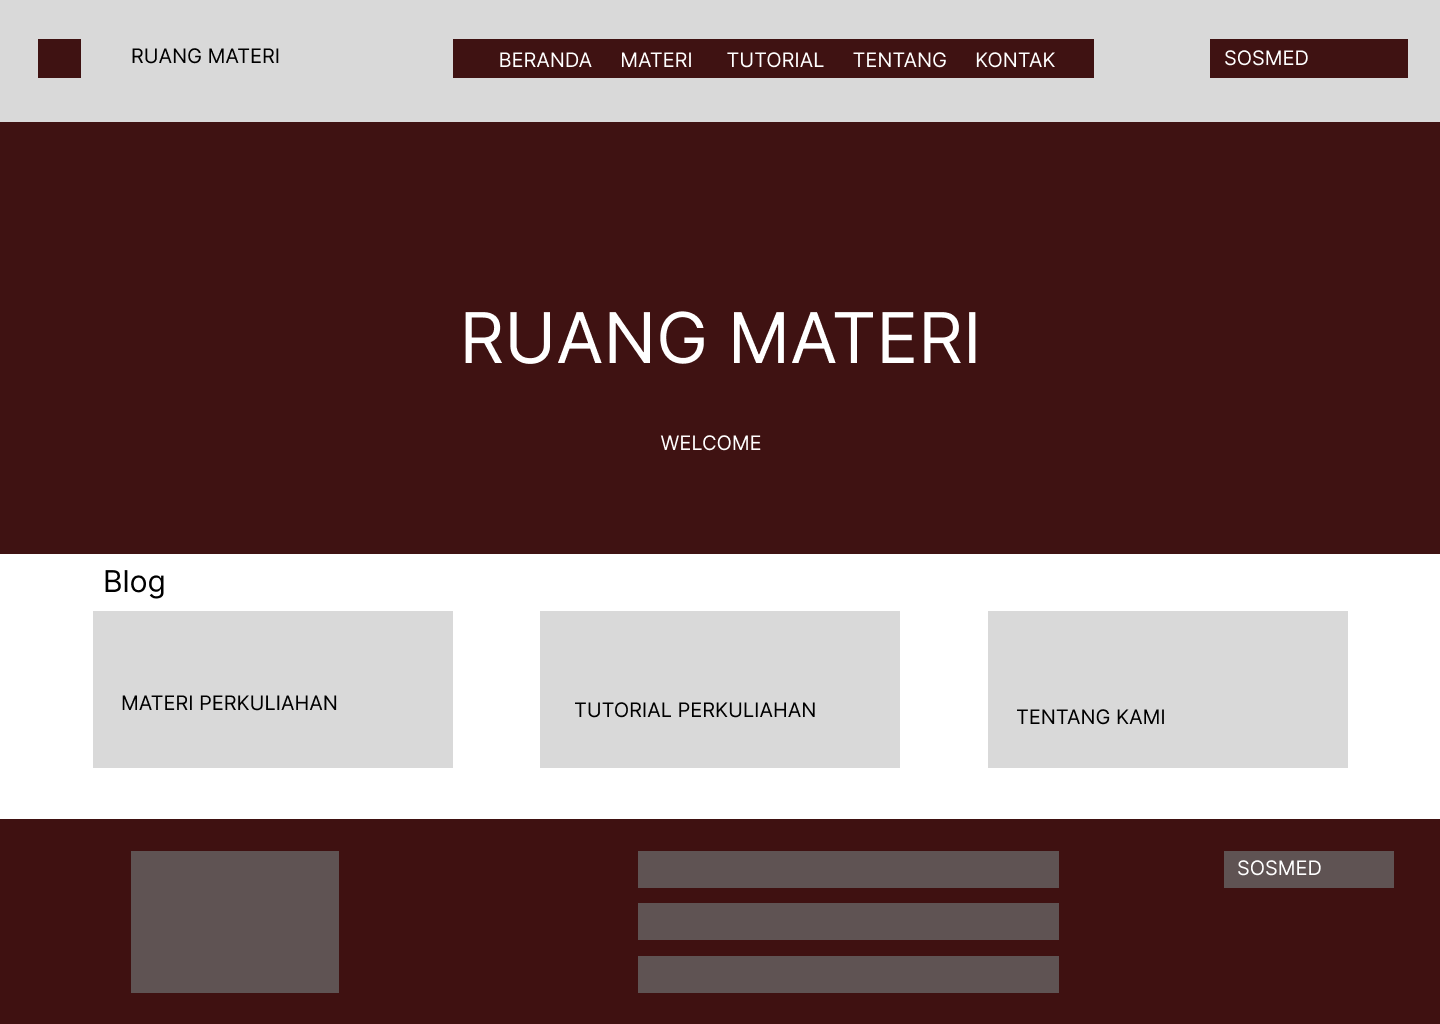 RUANG MATERI
BERANDA MATERI TUTORIAL TENTANG KONTAK
SOSMED
RUANG MATERI
WELCOME
Blog
MATERI PERKULIAHAN
TUTORIAL PERKULIAHAN
TENTANG KAMI
SOSMED